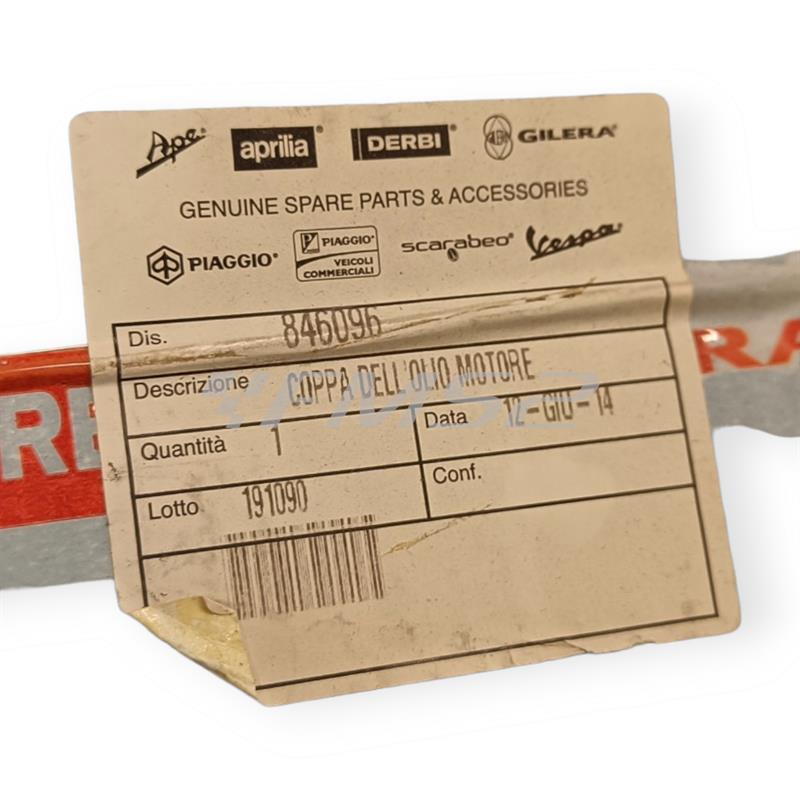 Ape®
aprilia®
DERBI®
GILERA®
GENUINE SPARE PARTS & ACCESSORIES
PIAGGIO®
PIAGGIO®
VEICOLI
COMMERCIALI
scarabeo®
Vespa®
Dis. 846096
Descrizione COPPA DELL'OLIO MOTORE
Quantità 1 Data 12-GIU-14
Lotto 191090 Conf.